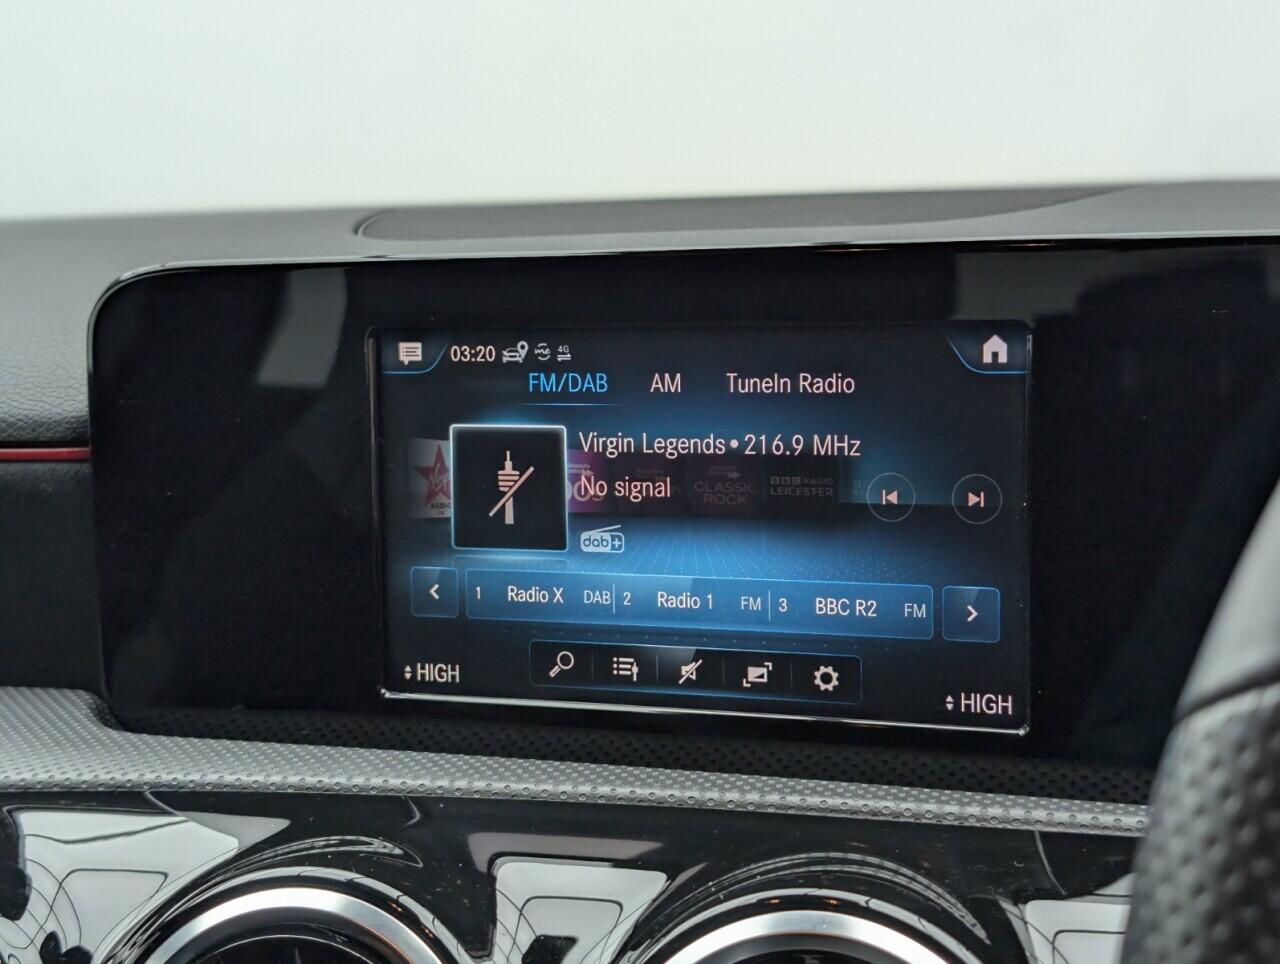 03:20 me 4G
FM/DAB AM TuneIn Radio
Virgin Legends • 216.9 MHz
No signal
CLASSIC ROCK
BBC RADIO LEICESTER
dab+
1 Radio X DAB 2 Radio 1 FM 3 BBC R2 FM
HIGH
HIGH